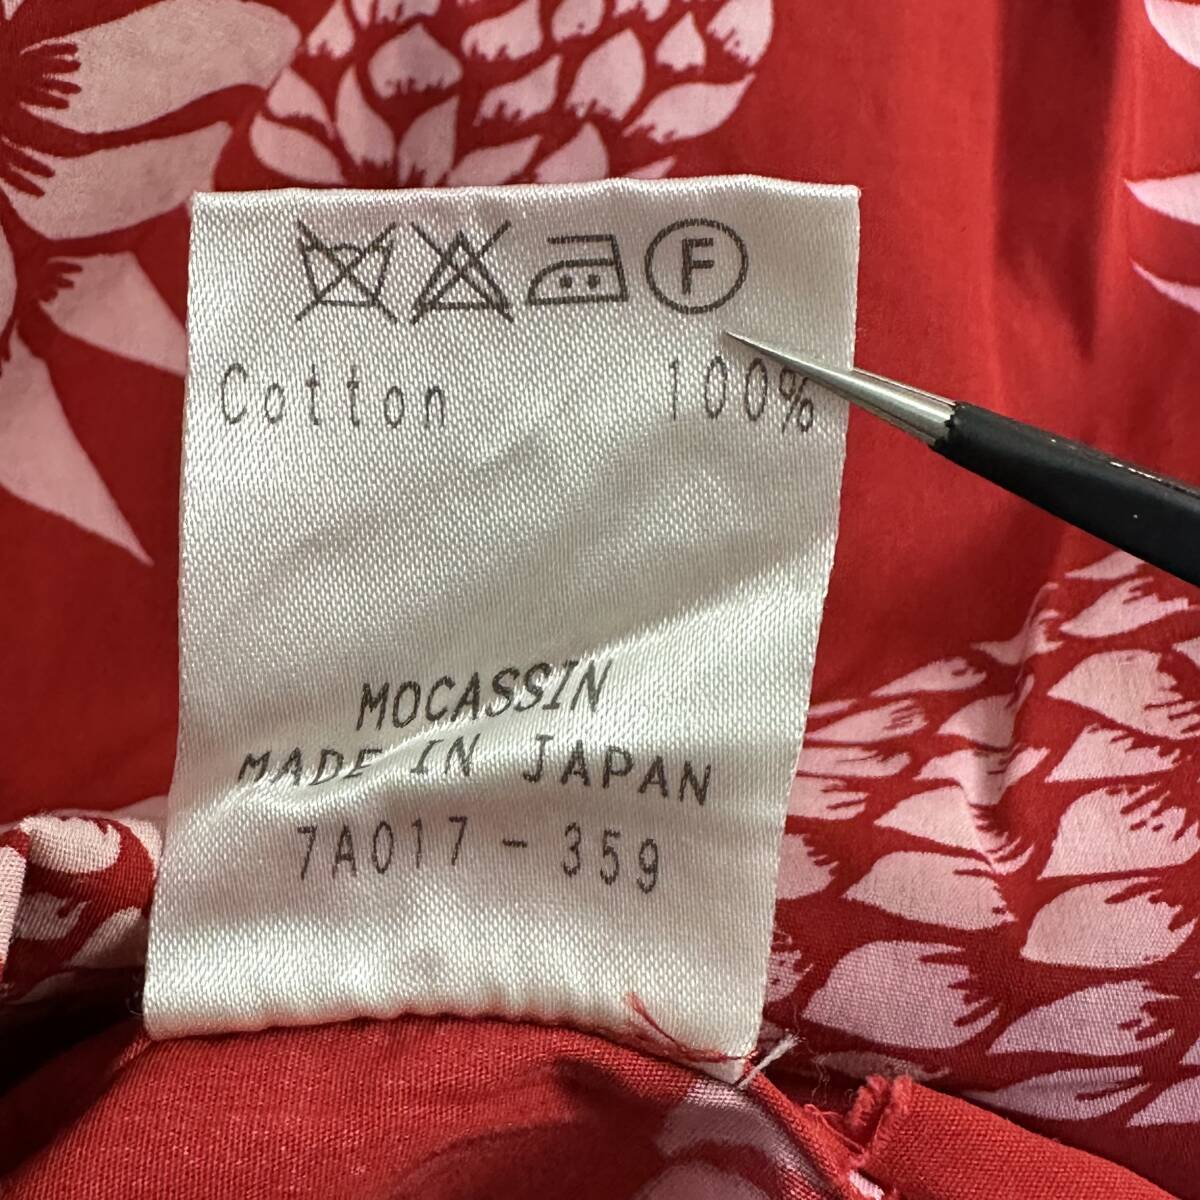 F
Cotton 100%
MOCASSIN
MADE IN JAPAN
7A017-359